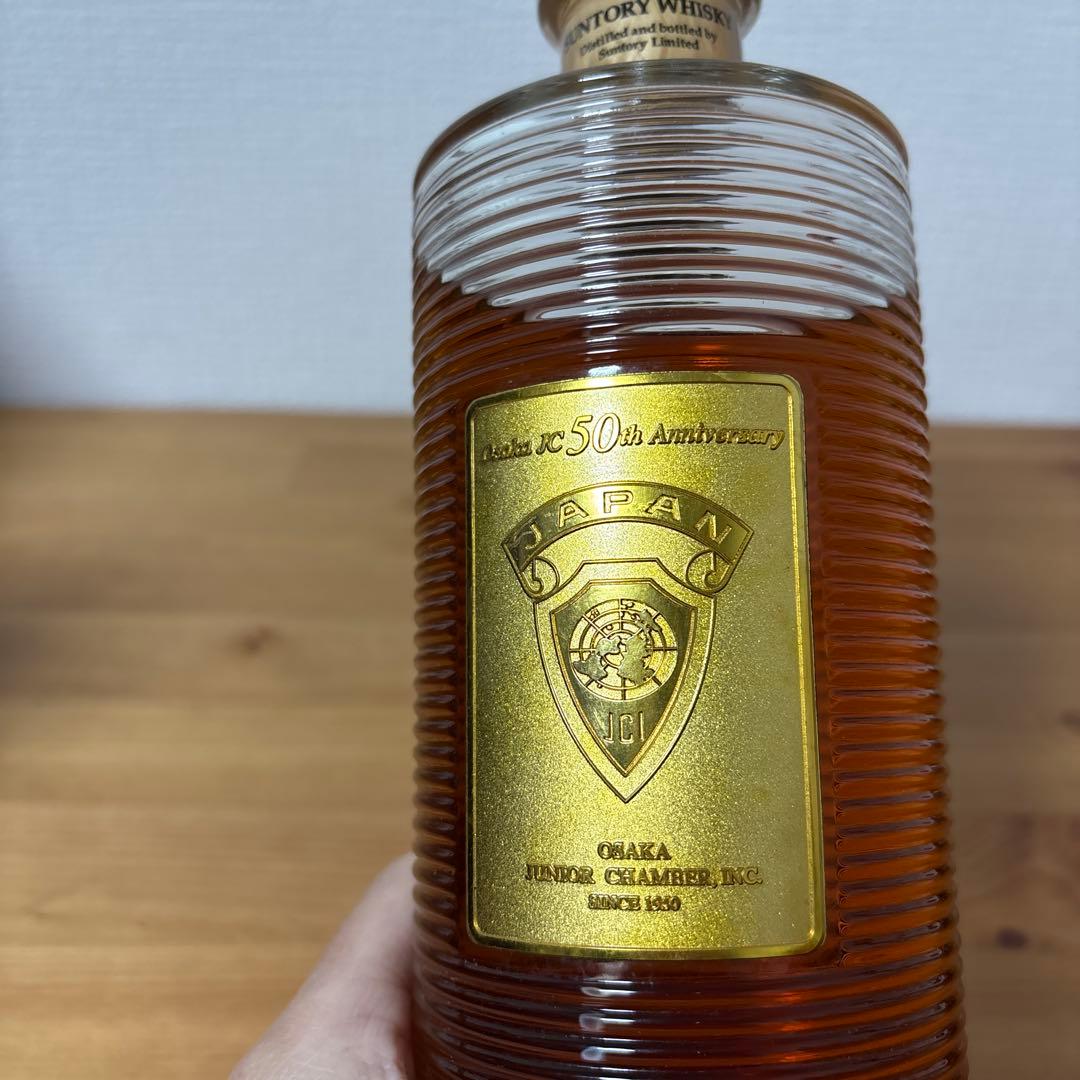 SUNTORY WHISKY
Distilled and bottled by
Suntory Limited
Osaka JC 50th Anniversary
JAPAN
JCI
OSAKA
JUNIOR CHAMBER, INC.
SINCE 1950